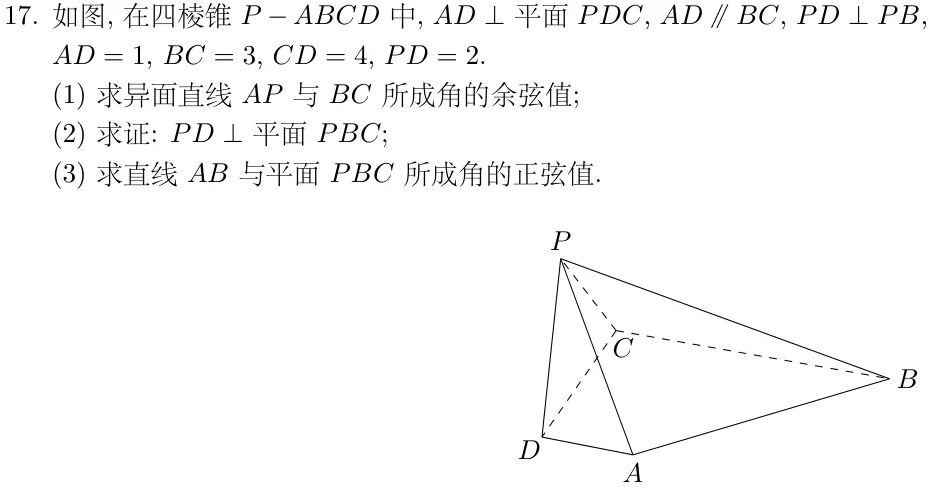 17. 如图, 在四棱锥 P − ABCD 中, AD ⊥ 平面 PDC, AD ∥ BC, PD ⊥ PB,
AD = 1, BC = 3, CD = 4, PD = 2.
(1) 求异面直线 AP 与 BC 所成角的余弦值;
(2) 求证: PD ⊥ 平面 PBC;
(3) 求直线 AB 与平面 PBC 所成角的正弦值.
P
C
B
D
A